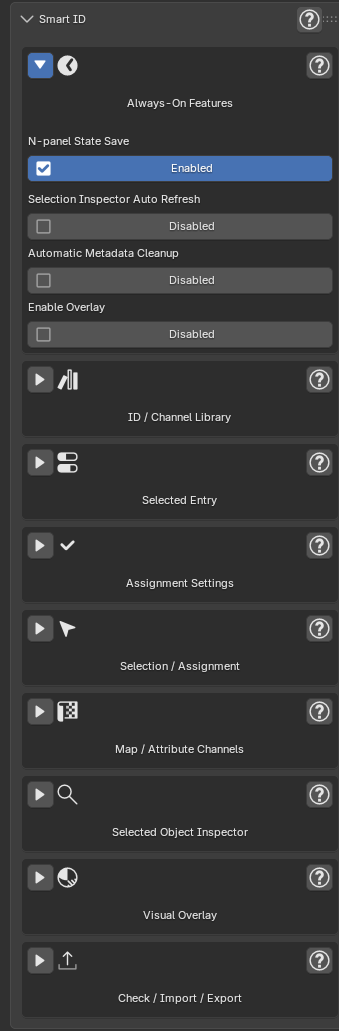 Smart ID
Always-On Features
N-panel State Save
Enabled
Selection Inspector Auto Refresh
Disabled
Automatic Metadata Cleanup
Disabled
Enable Overlay
Disabled
ID / Channel Library
Selected Entry
Assignment Settings
Selection / Assignment
Map / Attribute Channels
Selected Object Inspector
Visual Overlay
Check / Import / Export